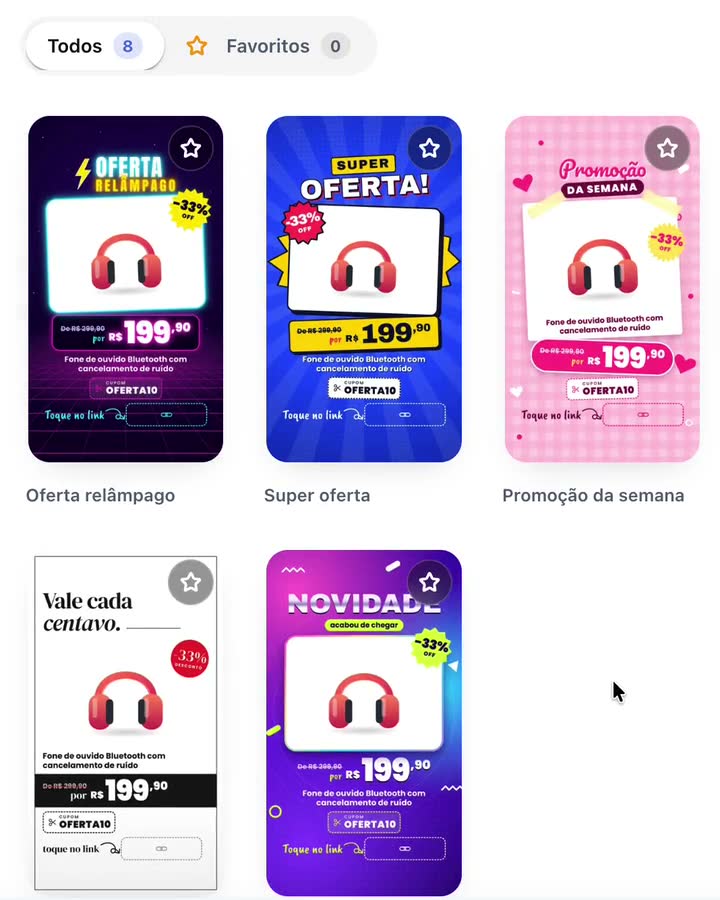 Todos 8
Favoritos 0
OFERTA
RELÂMPAGO
-33%
OFF
De R$ 299,90
por R$ 199,90
Fone de ouvido Bluetooth com
cancelamento de ruído
CUPOM
OFERTA10
Toque no link
Oferta relâmpago
SUPER
OFERTA!
-33%
OFF
De R$ 299,90
por R$ 199,90
Fone de ouvido Bluetooth com
cancelamento de ruído
CUPOM
OFERTA10
Toque no link
Super oferta
Promoção
DA SEMANA
-33%
OFF
Fone de ouvido Bluetooth com
cancelamento de ruído
De R$ 299,90
por R$ 199,90
CUPOM
OFERTA10
Toque no link
Promoção da semana
Vale cada
centavo.
-33%
DESCONTO
Fone de ouvido Bluetooth com
cancelamento de ruído
De R$ 299,90
por R$ 199,90
CUPOM
OFERTA10
toque no link
NOVIDADE
acabou de chegar
-33%
OFF
De R$ 299,90
por R$ 199,90
Fone de ouvido Bluetooth com
cancelamento de ruído
CUPOM
OFERTA10
Toque no link